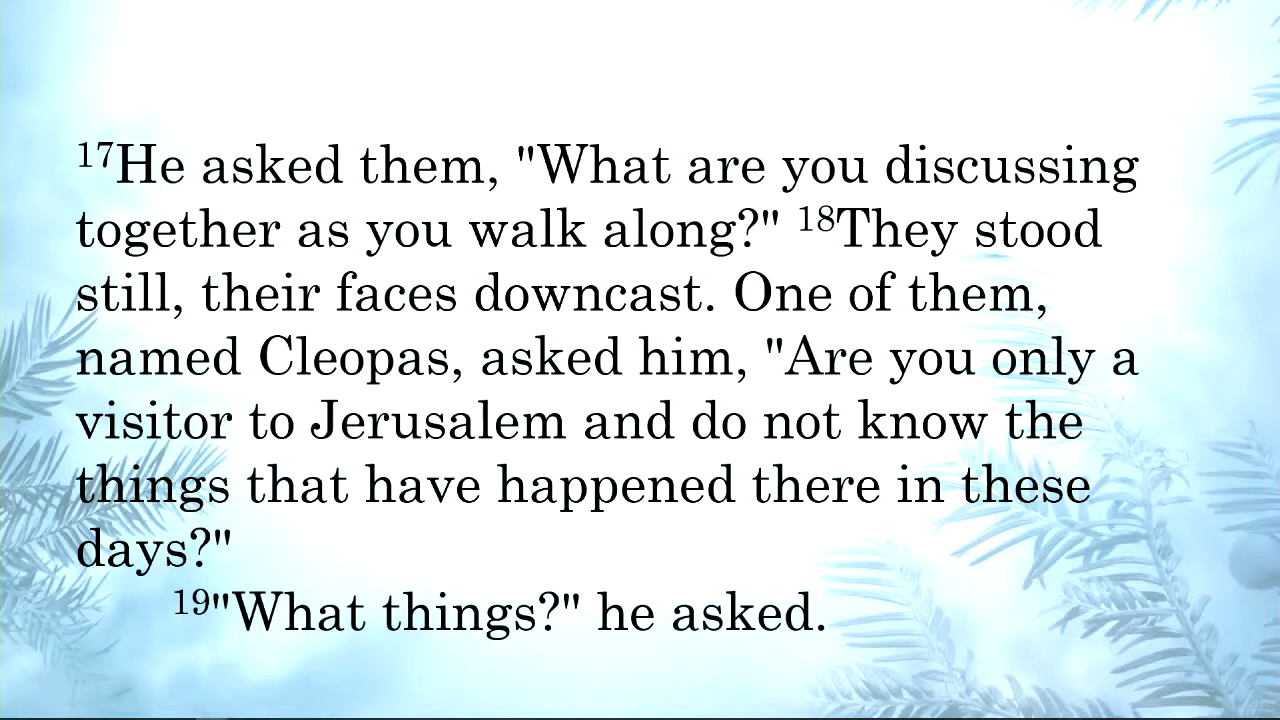 ¹⁷He asked them, "What are you discussing
together as you walk along?" ¹⁸They stood
still, their faces downcast. One of them,
named Cleopas, asked him, "Are you only a
visitor to Jerusalem and do not know the
things that have happened there in these
days?"
¹⁹"What things?" he asked.